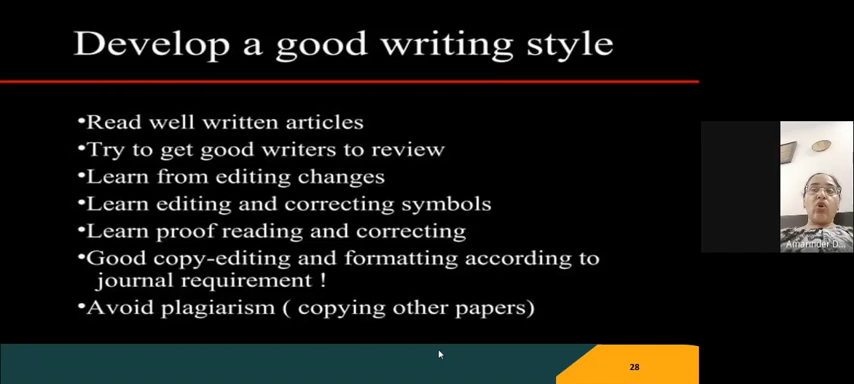 Develop a good writing style
•Read well written articles
•Try to get good writers to review
•Learn from editing changes
•Learn editing and correcting symbols
•Learn proof reading and correcting
•Good copy-editing and formatting according to
journal requirement !
•Avoid plagiarism ( copying other papers)
28
Amarinder D...